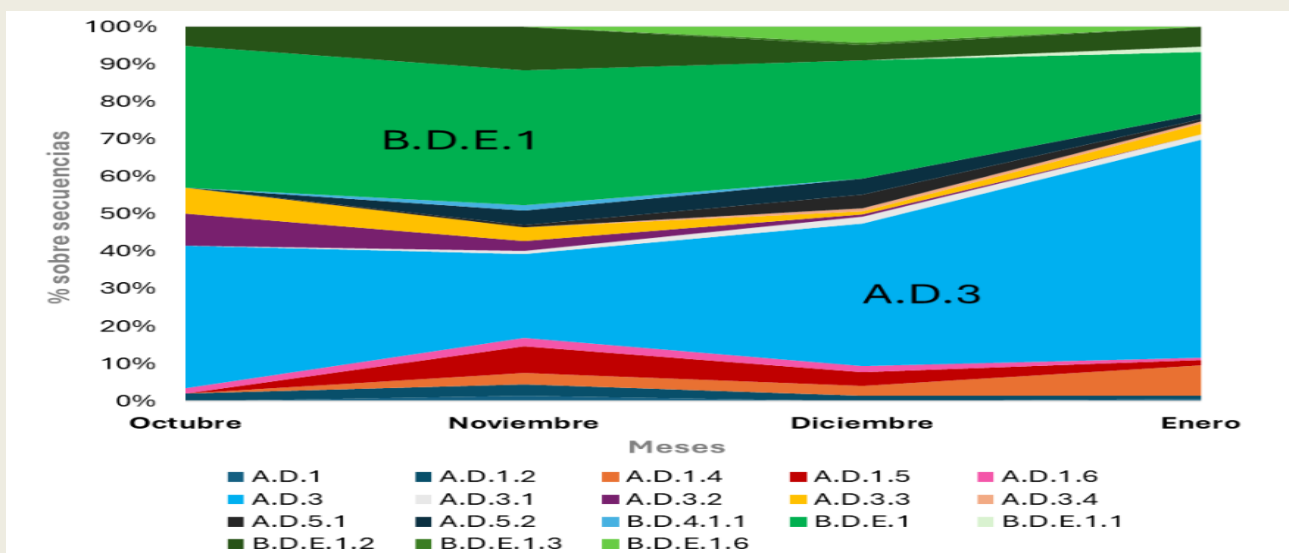 100%
90%
80%
70%
60%
50%
40%
30%
20%
10%
0%
% sobre secuencias
B.D.E.1
A.D.3
Octubre Noviembre Diciembre Enero
Meses
A.D.1 A.D.1.2 A.D.1.4 A.D.1.5 A.D.1.6
A.D.3 A.D.3.1 A.D.3.2 A.D.3.3 A.D.3.4
A.D.5.1 A.D.5.2 B.D.4.1.1 B.D.E.1 B.D.E.1.1
B.D.E.1.2 B.D.E.1.3 B.D.E.1.6